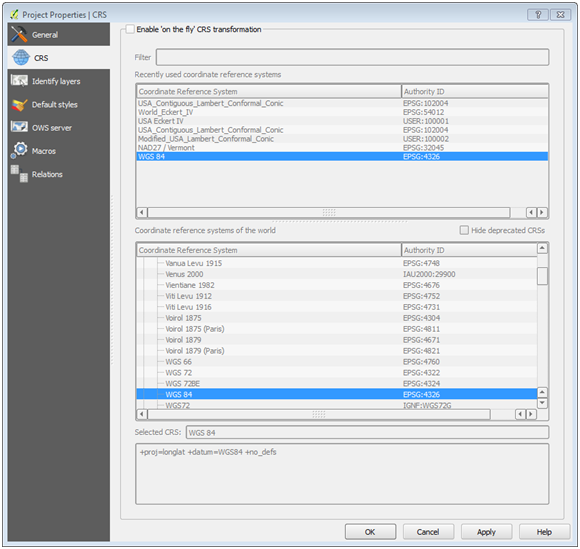 Project Properties | CRS
General
CRS
Identify layers
Default styles
OWS server
Macros
Relations
Enable 'on the fly' CRS transformation
Filter
Recently used coordinate reference systems
Coordinate Reference System Authority ID
USA_Contiguous_Lambert_Conformal_Conic EPSG:102004
World_Eckert_IV EPSG:54012
USA Eckert IV USER:100001
USA_Contiguous_Lambert_Conformal_Conic EPSG:102004
Modified_USA_Lambert_Conformal_Conic USER:100002
NAD27 / Vermont EPSG:32045
WGS 84 EPSG:4326
Coordinate reference systems of the world Hide deprecated CRSs
Coordinate Reference System Authority ID
Vanua Levu 1915 EPSG:4748
Venus 2000 IAU2000:29900
Vientiane 1982 EPSG:4676
Viti Levu 1912 EPSG:4752
Viti Levu 1916 EPSG:4731
Voirol 1875 EPSG:4304
Voirol 1875 (Paris) EPSG:4811
Voirol 1879 EPSG:4671
Voirol 1879 (Paris) EPSG:4821
WGS 66 EPSG:4760
WGS 72 EPSG:4322
WGS 72BE EPSG:4324
WGS 84 EPSG:4326
WGS72 IGNF:WGS72G
Selected CRS: WGS 84
+proj=longlat +datum=WGS84 +no_defs
OK Cancel Apply Help